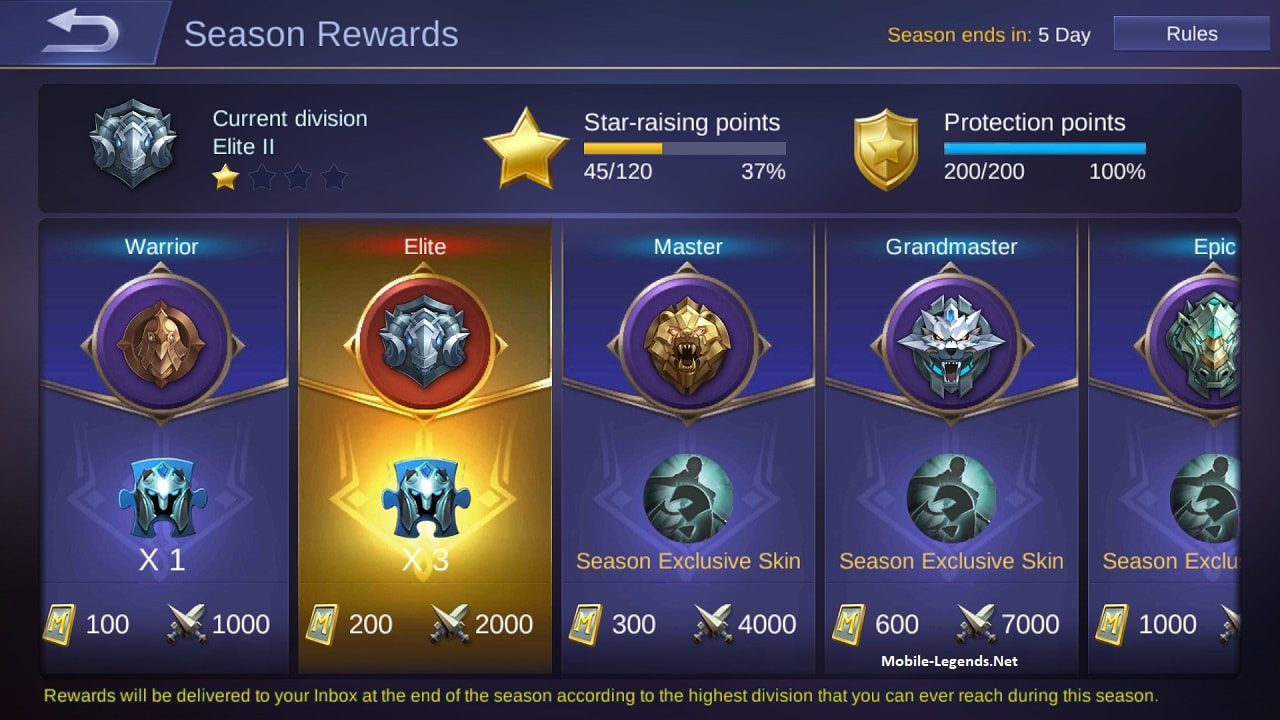 Season Rewards
Season ends in: 5 Day
Rules
Current division
Elite II
Star-raising points
45/120 37%
Protection points
200/200 100%
Warrior
X 1
100 1000
Elite
X 3
200 2000
Master
Season Exclusive Skin
300 4000
Grandmaster
Season Exclusive Skin
600 7000
Mobile-Legends.Net
Epic
Season Exclu
1000
Rewards will be delivered to your Inbox at the end of the season according to the highest division that you can ever reach during this season.